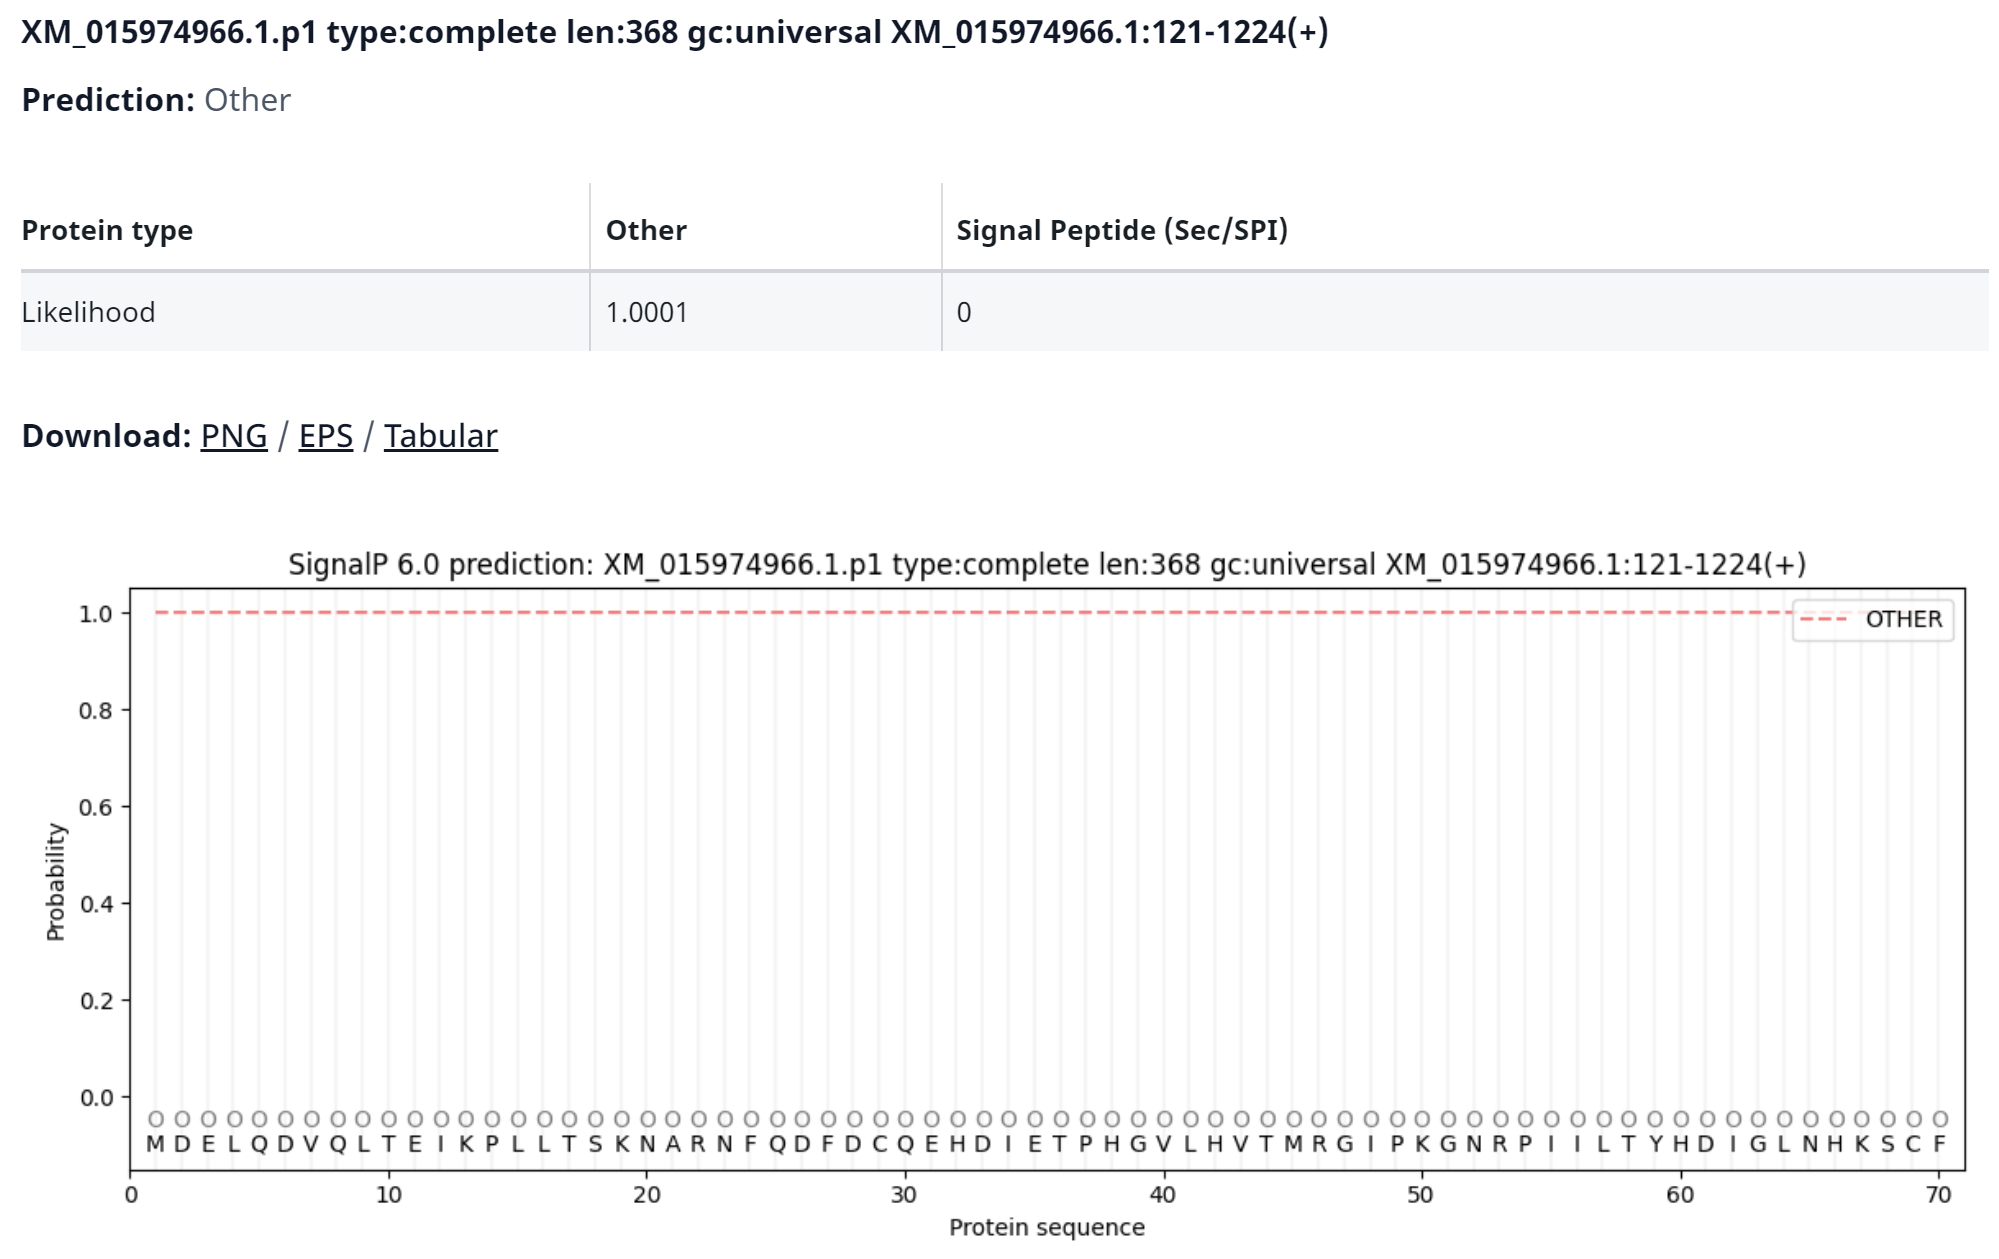 XM_015974966.1.p1 type:complete len:368 gc:universal XM_015974966.1:121-1224(+)
Prediction: Other
Protein type Other Signal Peptide (Sec/SPI)
Likelihood 1.0001 0
Download: PNG / EPS / Tabular
SignalP 6.0 prediction: XM_015974966.1.p1 type:complete len:368 gc:universal XM_015974966.1:121-1224(+)
1.0
OTHER
0.8
0.6
0.4
0.2
0.0
Probability
O O O O O O O O O O O O O O O O O O O O O O O O O O O O O O O O O O O O O O O O O O O O O O O O O O O O O O O O O O O O O O O O O O O O O O
M D E L Q D V Q L T E I K P L L T S K N A R N F Q D F D C Q E H D I E T P H G V L H V T M R G I P K G N R P I I L T Y H D I G L N H K S C F
0 10 20 30 40 50 60 70
Protein sequence